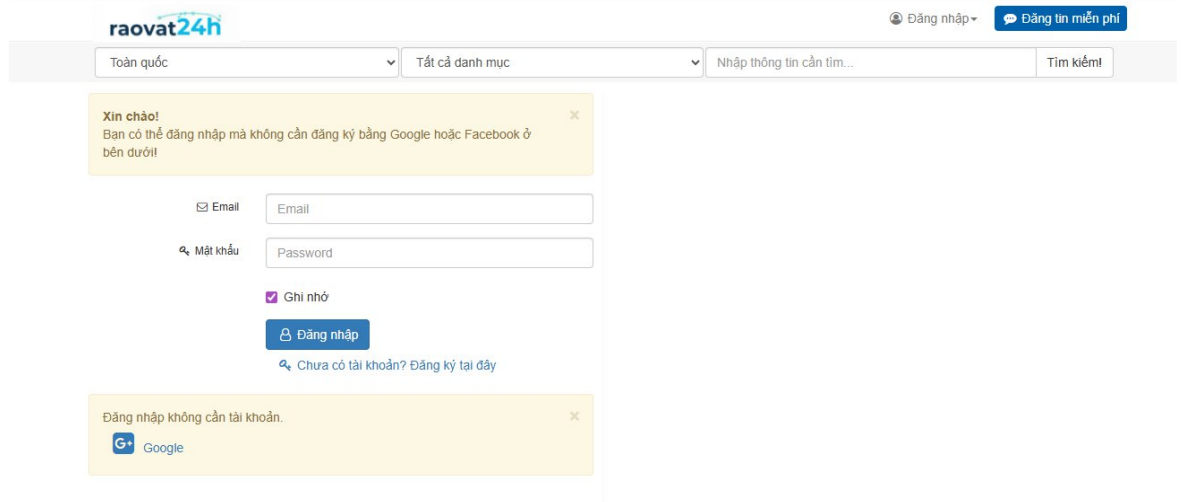 raovat24h
Đăng nhập
Đăng tin miễn phí
Toàn quốc
Tất cả danh mục
Nhập thông tin cần tìm...
Tìm kiếm!
Xin chào!
Bạn có thể đăng nhập mà không cần đăng ký bằng Google hoặc Facebook ở
bên dưới!
Email
Email
Mật khẩu
Password
Ghi nhớ
Đăng nhập
Chưa có tài khoản? Đăng ký tại đây
Đăng nhập không cần tài khoản.
G+ Google